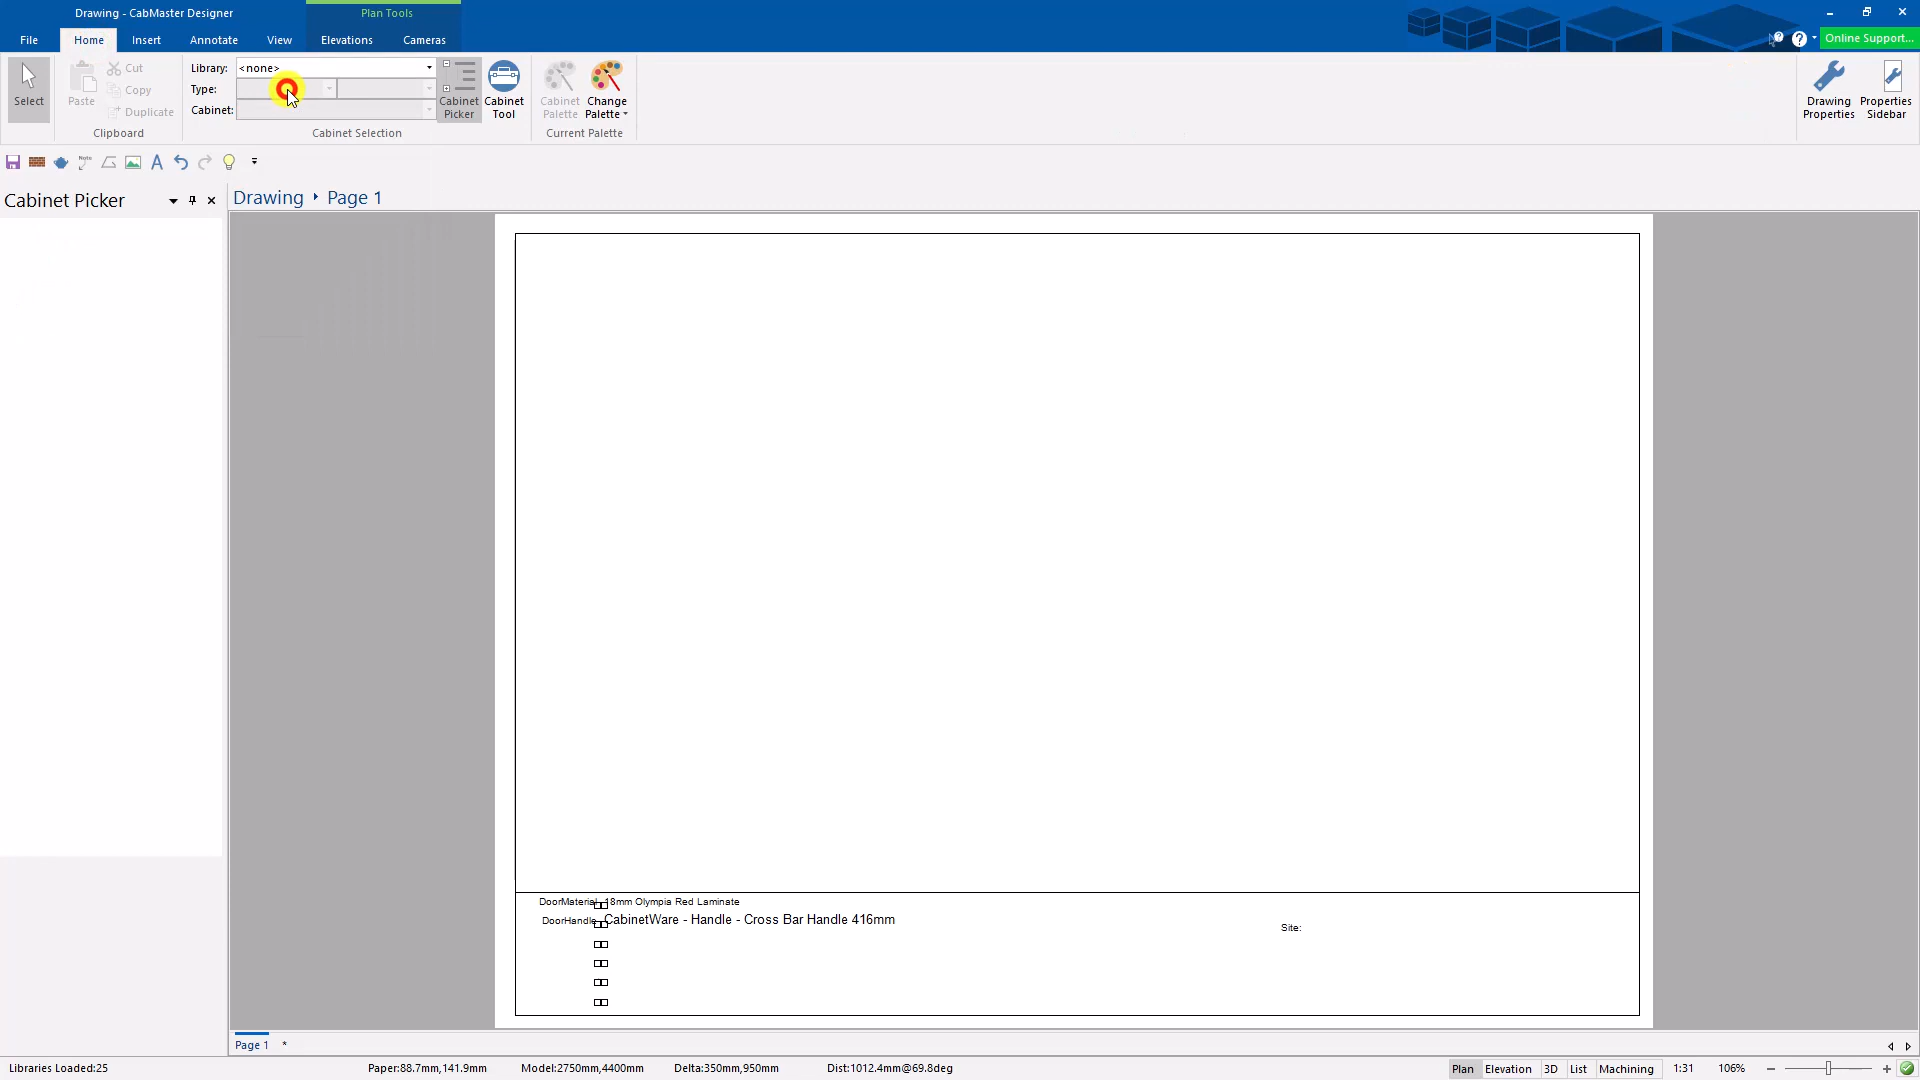 Drawing - CabMaster Designer
Plan Tools
File
Home
Insert
Annotate
View
Elevations
Cameras
Online Support...
Select
Paste
Cut
Copy
Duplicate
Clipboard
Library:
<none>
Type:
Cabinet:
Cabinet Selection
Cabinet
Picker
Cabinet
Tool
Cabinet
Palette
Change
Palette
Current Palette
Drawing
Properties
Properties
Sidebar
Cabinet Picker
Drawing
Page 1
DoorMaterial
18mm Olympia Red Laminate
DoorHandle
CabinetWare - Handle - Cross Bar Handle 416mm
Site:
Page 1
*
Libraries Loaded:25
Paper:88.7mm,141.9mm
Model:2750mm,4400mm
Delta:350mm,950mm
Dist:1012.4mm@69.8deg
Plan
Elevation
3D
List
Machining
1:31
106%